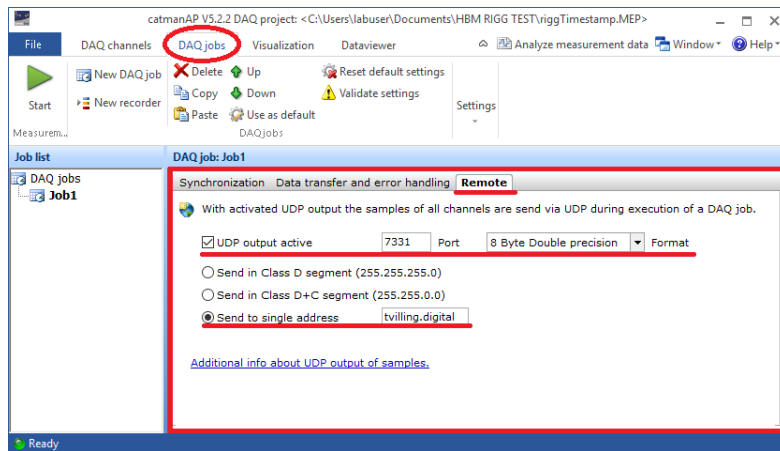 catmanAP V5.2.2 DAQ project: <C:\Users\labuser\Documents\HBM RIGG TEST\riggTimestamp.MEP>
File DAQ channels DAQ jobs Visualization Dataviewer Analyze measurement data Window Help
Start
New DAQ job
New recorder
Measurem...
Delete Up Reset default settings
Copy Down Validate settings
Paste Use as default
DAQjobs
Settings
Job list
DAQ jobs
Job1
DAQ job: Job1
Synchronization Data transfer and error handling Remote
With activated UDP output the samples of all channels are send via UDP during execution of a DAQ job.
UDP output active 7331 Port 8 Byte Double precision Format
Send in Class D segment (255.255.255.0)
Send in Class D+C segment (255.255.0.0)
Send to single address tvilling.digital
Additional info about UDP output of samples.
Ready